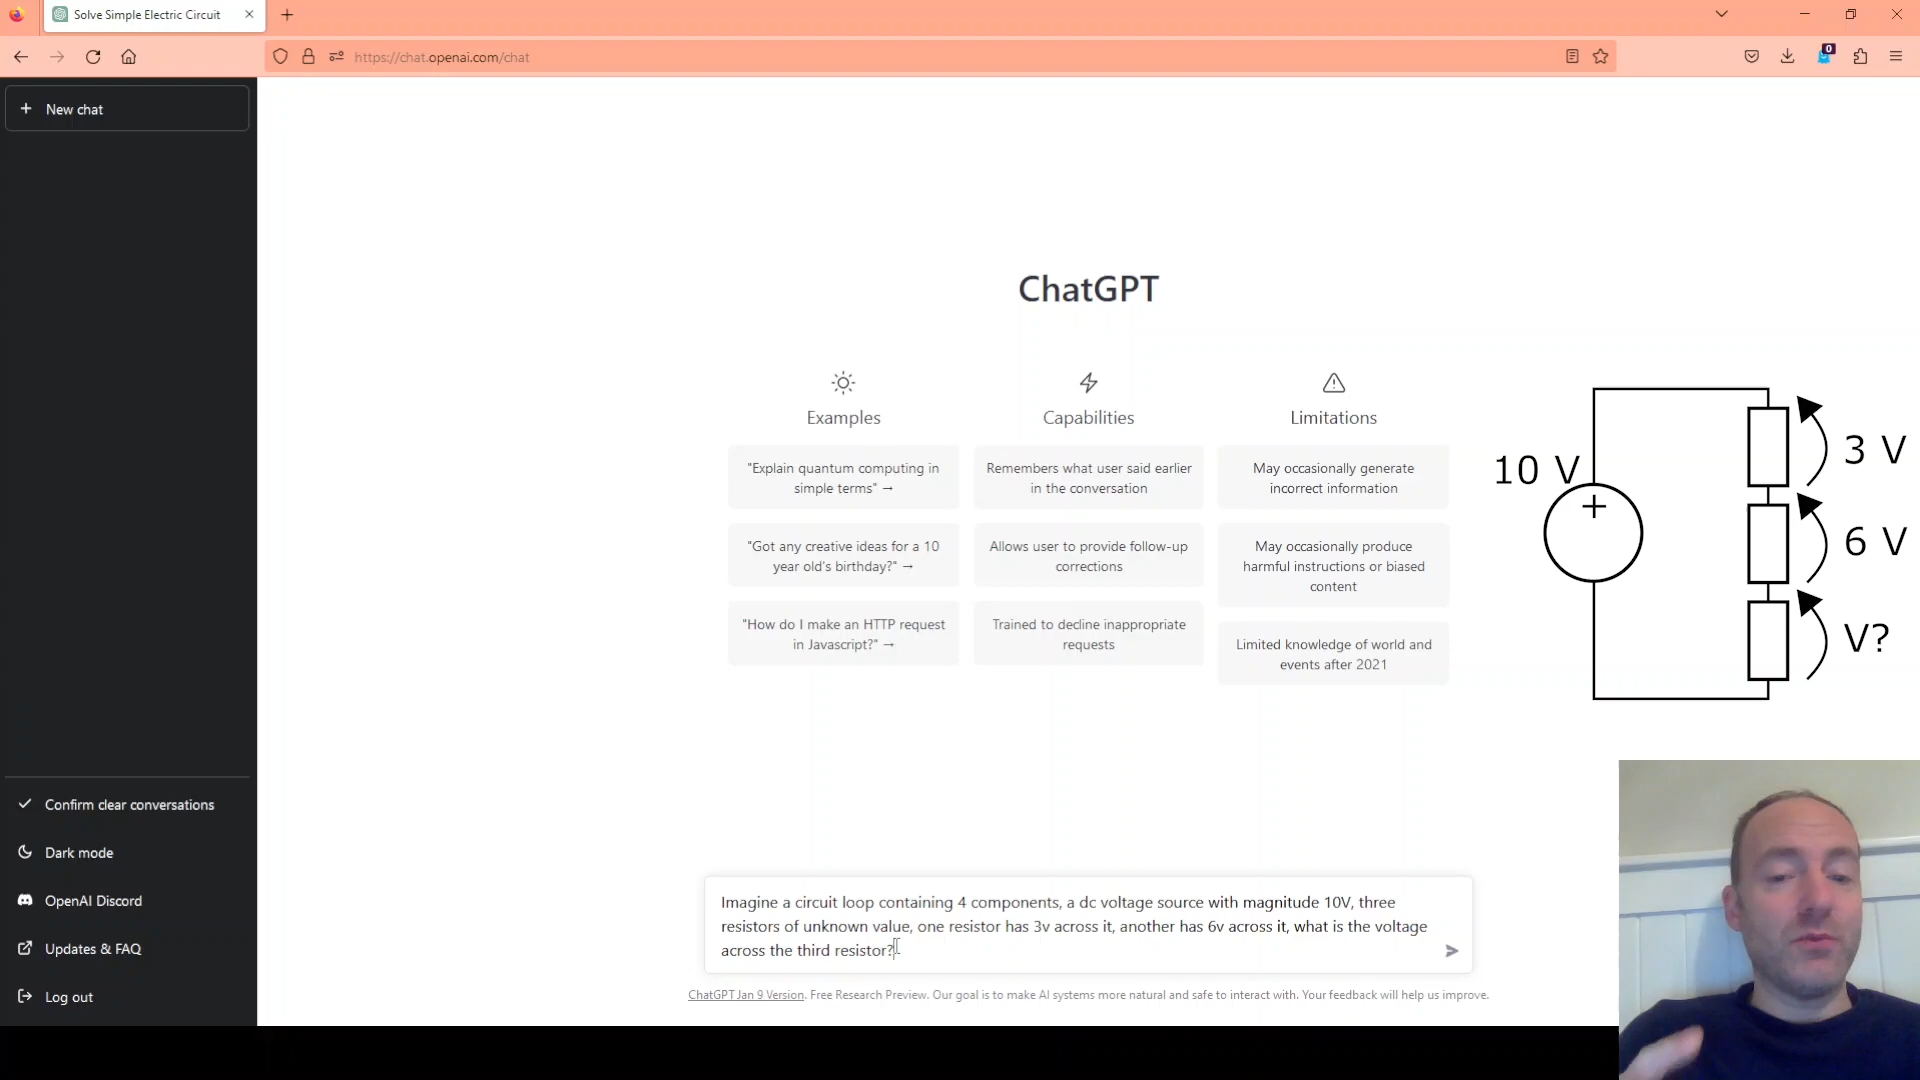 Solve Simple Electric Circuit
https://chat.openai.com/chat
0
New chat
ChatGPT
Examples
Capabilities
Limitations
"Explain quantum computing in
simple terms" →
Remembers what user said earlier
in the conversation
May occasionally generate
incorrect information
"Got any creative ideas for a 10
year old's birthday?" →
Allows user to provide follow-up
corrections
May occasionally produce
harmful instructions or biased
content
"How do I make an HTTP request
in Javascript?" →
Trained to decline inappropriate
requests
Limited knowledge of world and
events after 2021
10 V
+
3 V
6 V
V?
Confirm clear conversations
Dark mode
OpenAI Discord
Updates & FAQ
Log out
Imagine a circuit loop containing 4 components, a dc voltage source with magnitude 10V, three
resistors of unknown value, one resistor has 3v across it, another has 6v across it, what is the voltage
across the third resistor?
ChatGPT Jan 9 Version. Free Research Preview. Our goal is to make AI systems more natural and safe to interact with. Your feedback will help us improve.